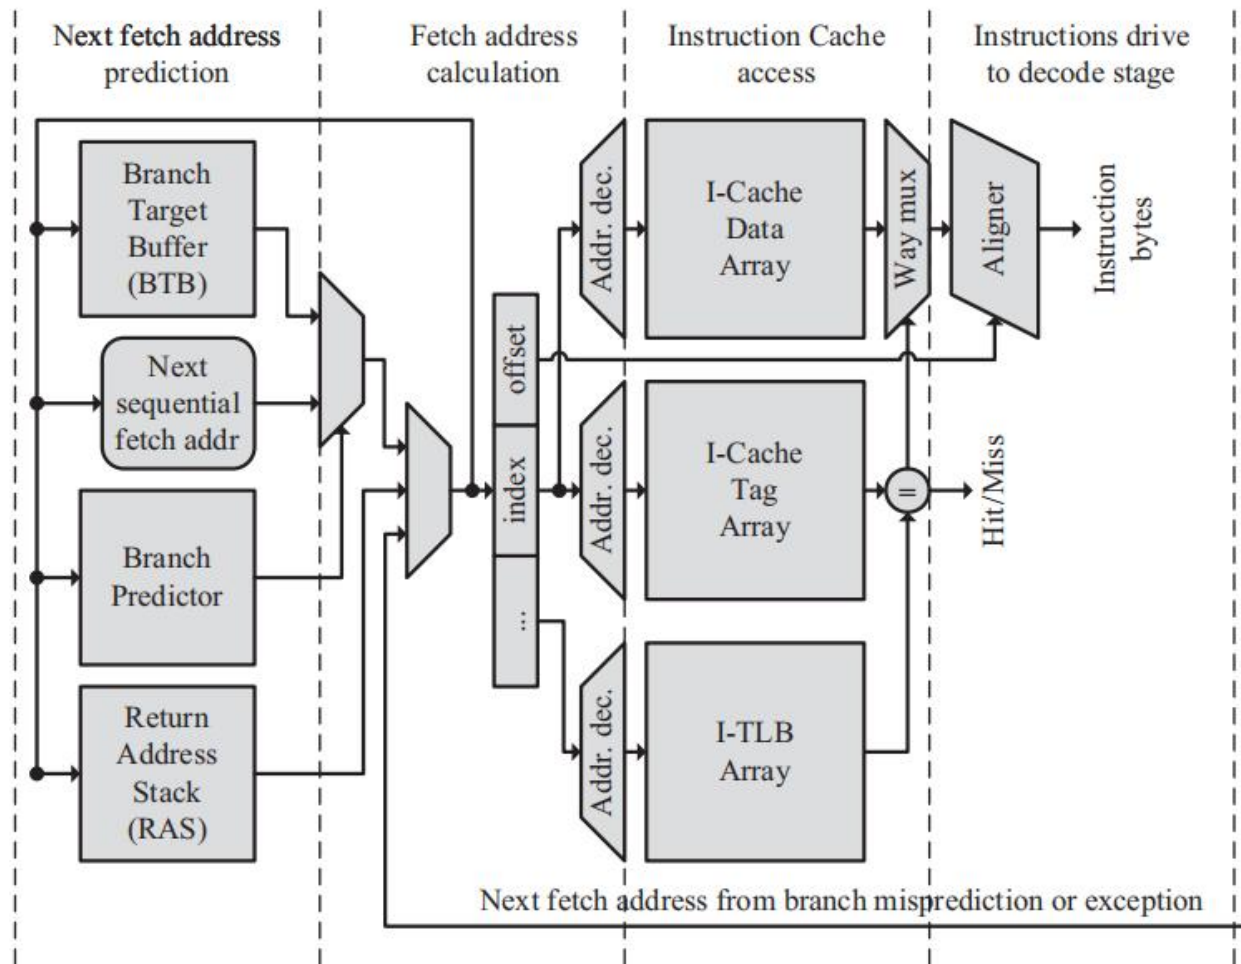 Next fetch address
prediction
Fetch address
calculation
Instruction Cache
access
Instructions drive
to decode stage
Branch
Target
Buffer
(BTB)
Next
sequential
fetch addr
Branch
Predictor
Return
Address
Stack
(RAS)
offset
index
...
Addr. dec.
I-Cache
Data
Array
Way mux
Aligner
Instruction
bytes
Addr. dec.
I-Cache
Tag
Array
=
Hit/Miss
Addr. dec.
I-TLB
Array
Next fetch address from branch misprediction or exception